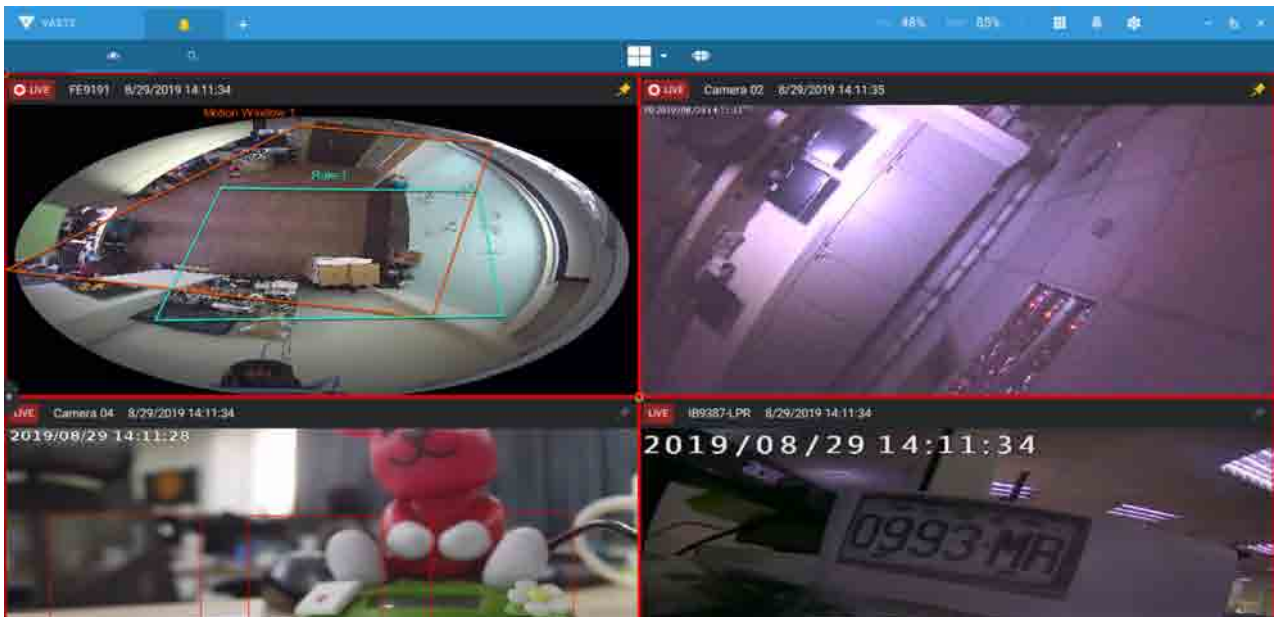 VAST2
48% 85%
LIVE FE9191 8/29/2019 14:11:34
Motion Window 1
Rule-1
LIVE Camera 02 8/29/2019 14:11:35
LIVE Camera 04 8/29/2019 14:11:34
2019/08/29 14:11:28
LIVE IB9387-LPR 8/29/2019 14:11:34
2019/08/29 14:11:34
0993-MA